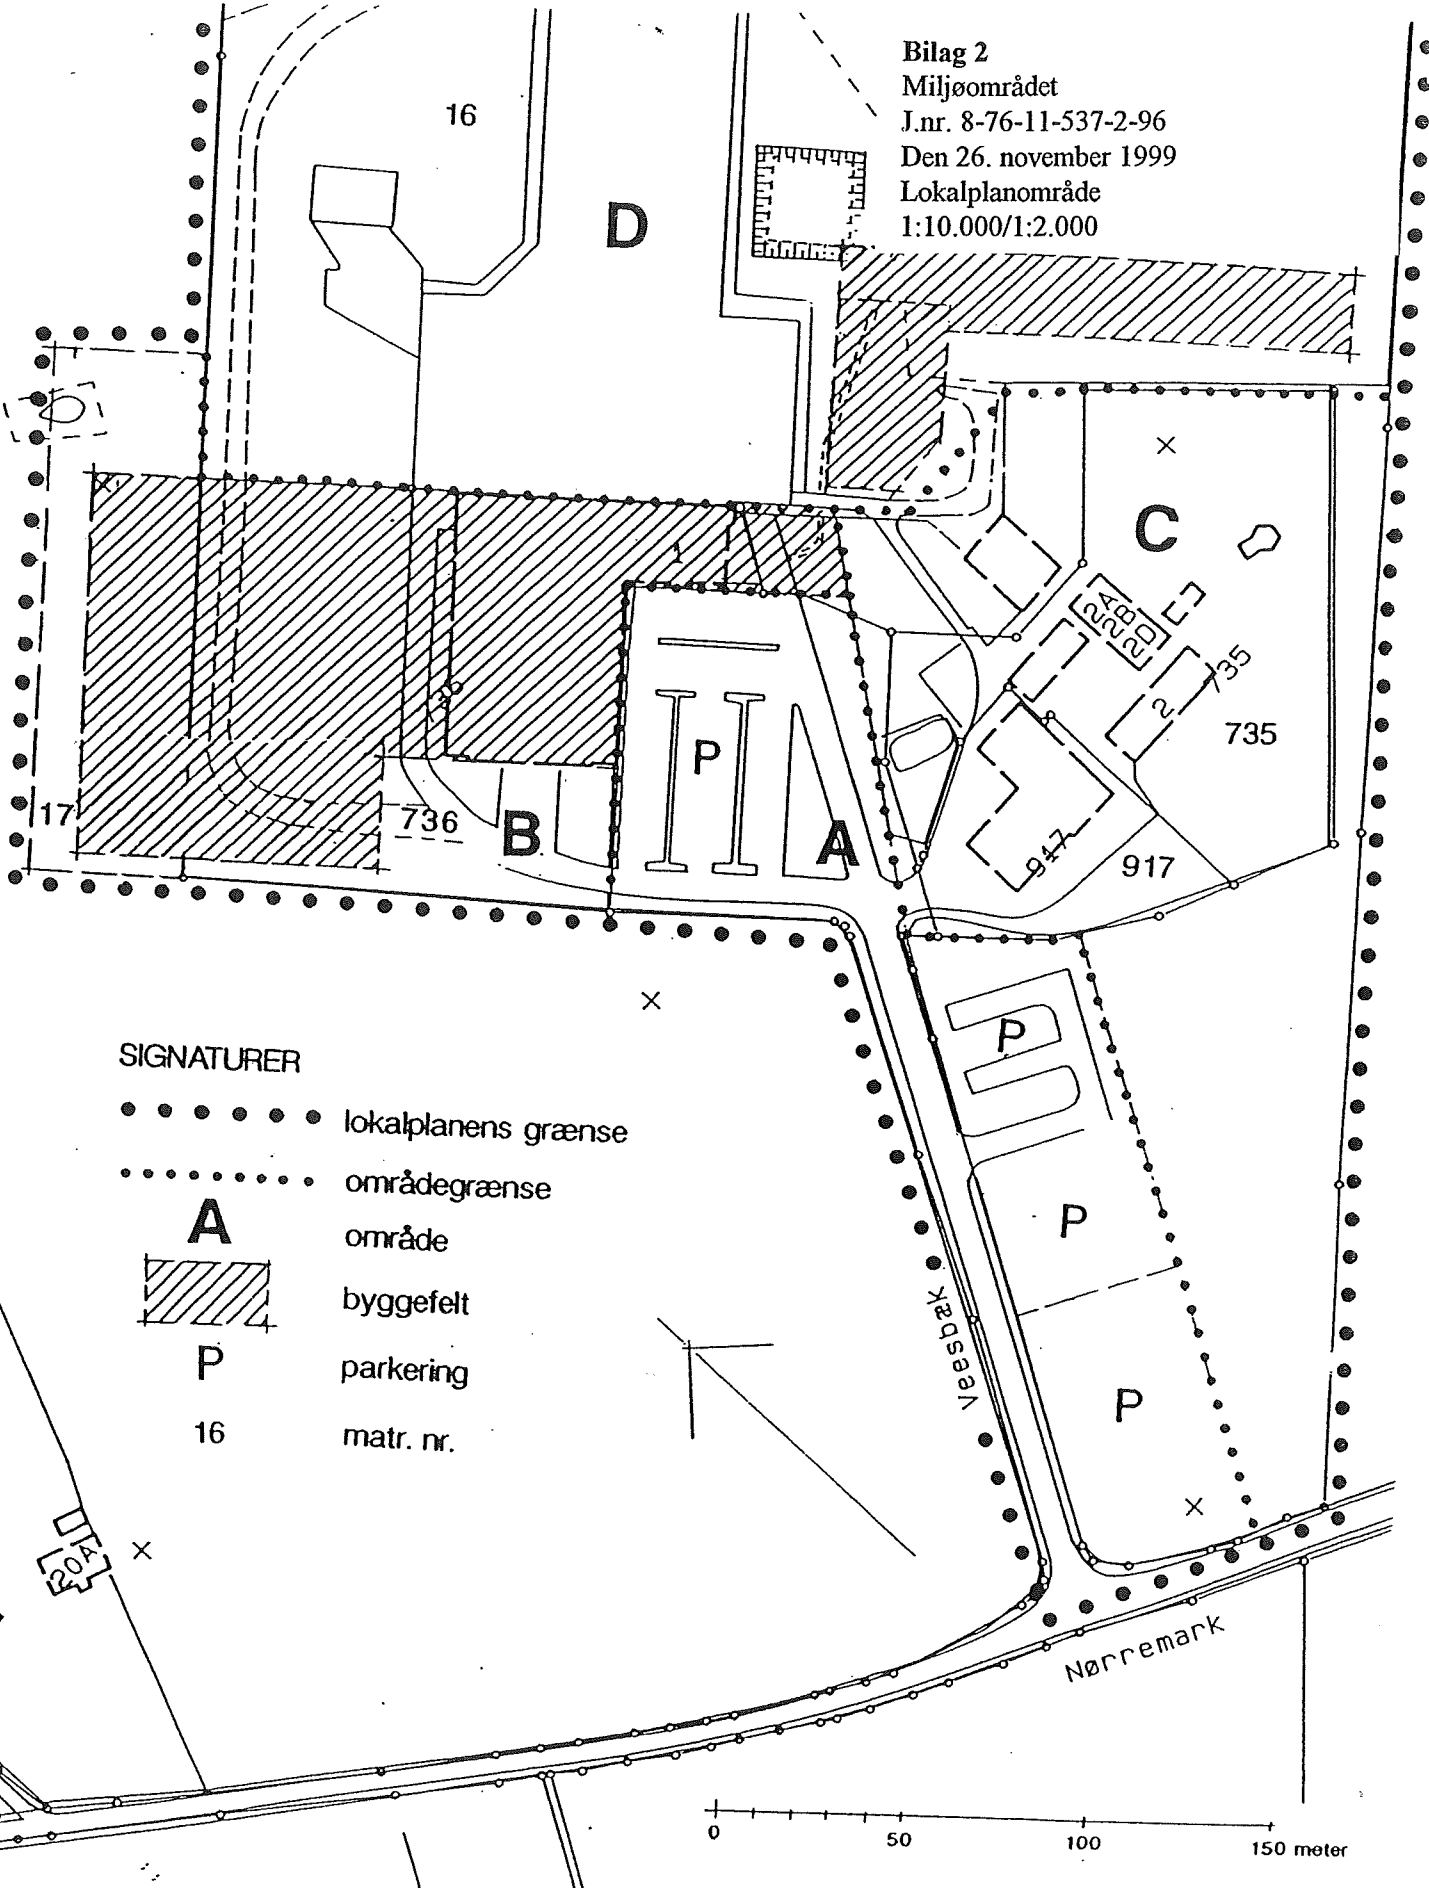 Bilag 2
Miljøområdet
J.nr. 8-76-11-537-2-96
Den 26. november 1999
Lokalplanområde
1:10.000/1:2.000
16
D
C
2A
2B
2D
2
735
735
P
17
736
B
A
917
917
P
SIGNATURER
lokalplanens grænse
områdegrænse
A
område
byggefelt
P
parkering
16
matr. nr.
P
P
Veesbæk
20A
Nørremark
0
50
100
150 meter